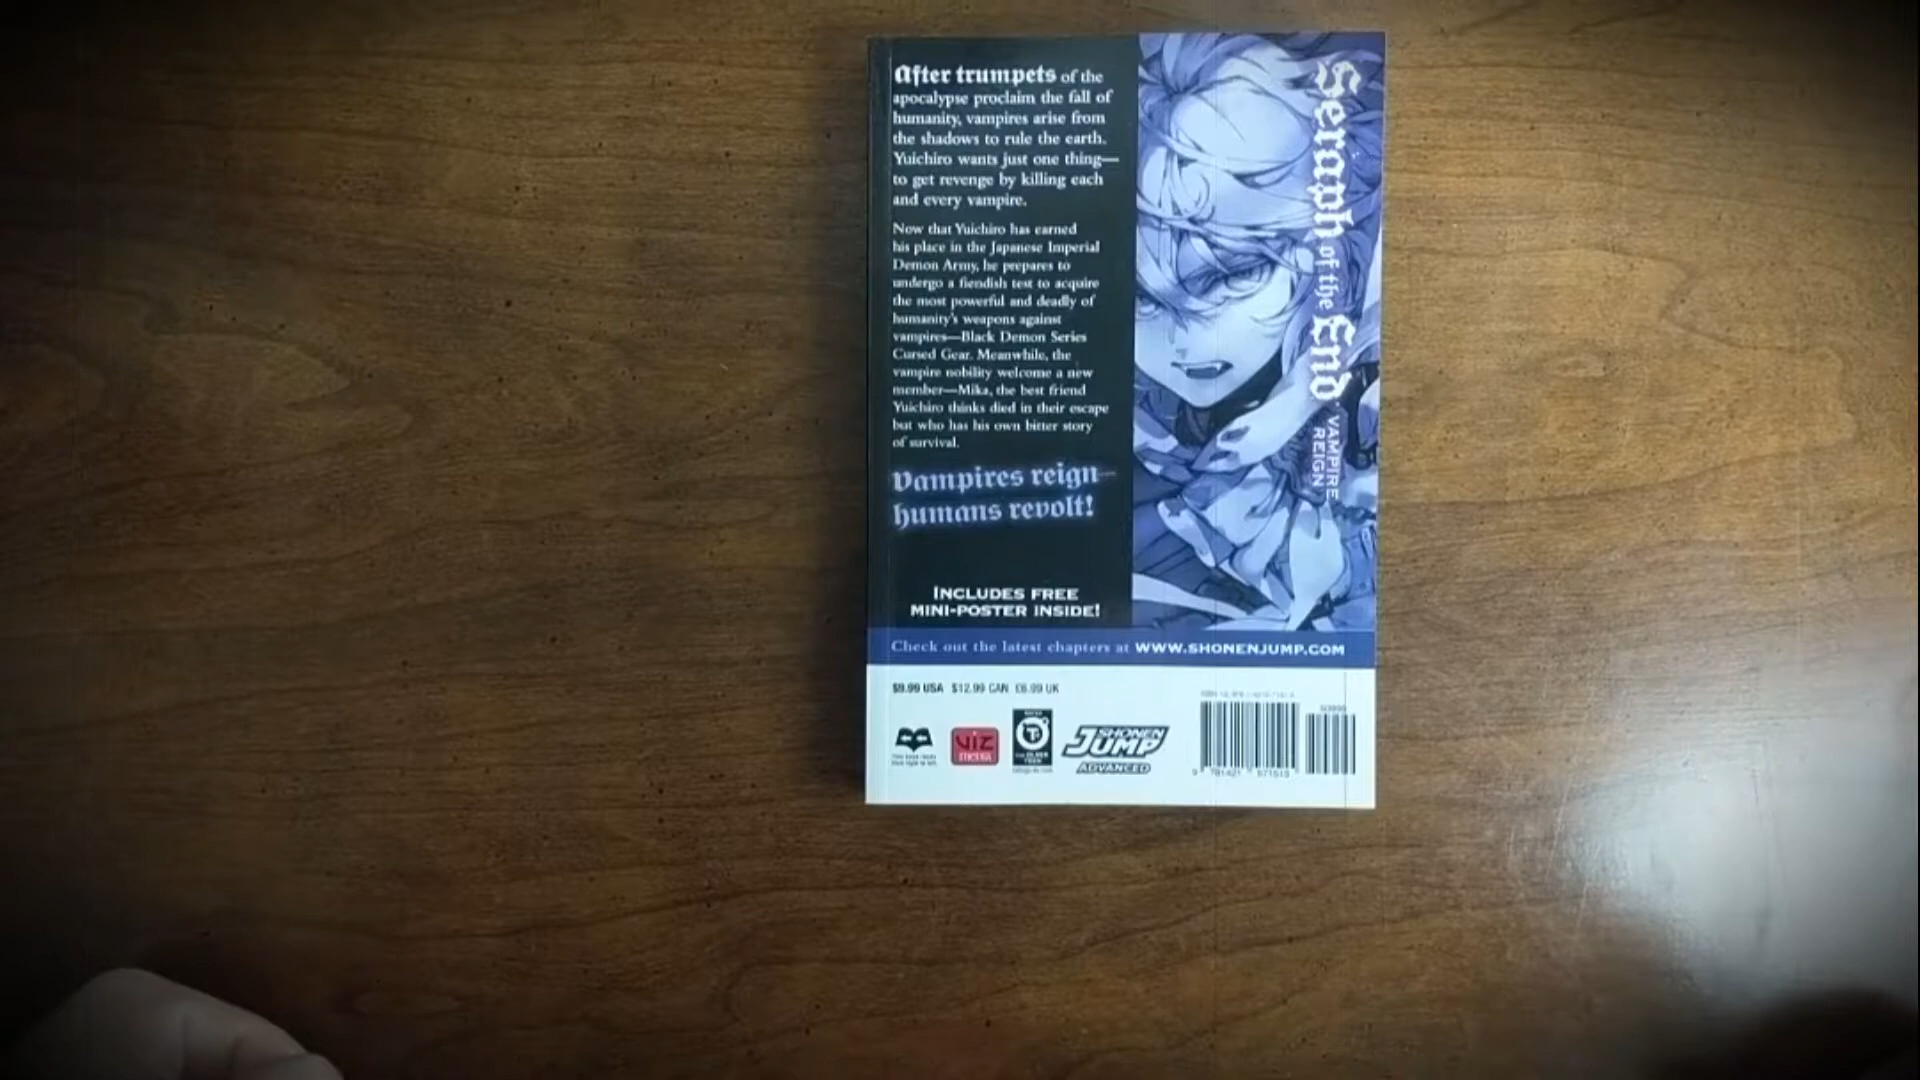 After trumpets of the
apocalypse proclaim the fall of
humanity, vampires arise from
the shadows to rule the earth.
Yuichiro wants just one thing—
to get revenge by killing each
and every vampire.
Now that Yuichiro has earned
his place in the Japanese Imperial
Demon Army, he prepares to
undergo a fiendish test to acquire
the most powerful and deadly of
humanity's weapons against
vampires—Black Demon Series
Cursed Gear. Meanwhile, the
vampire nobility welcome a new
member—Mika, the best friend
Yuichiro thinks died in their escape
but who has his own bitter story
of survival.
Vampires reign—
humans revolt!
INCLUDES FREE
MINI-POSTER INSIDE!
Seraph of the End
VAMPIRE
REIGN
Check out the latest chapters at WWW.SHONENJUMP.COM
$9.99 USA $12.99 CAN £6.99 UK
VIZ
media
SHONEN
JUMP
ADVANCED